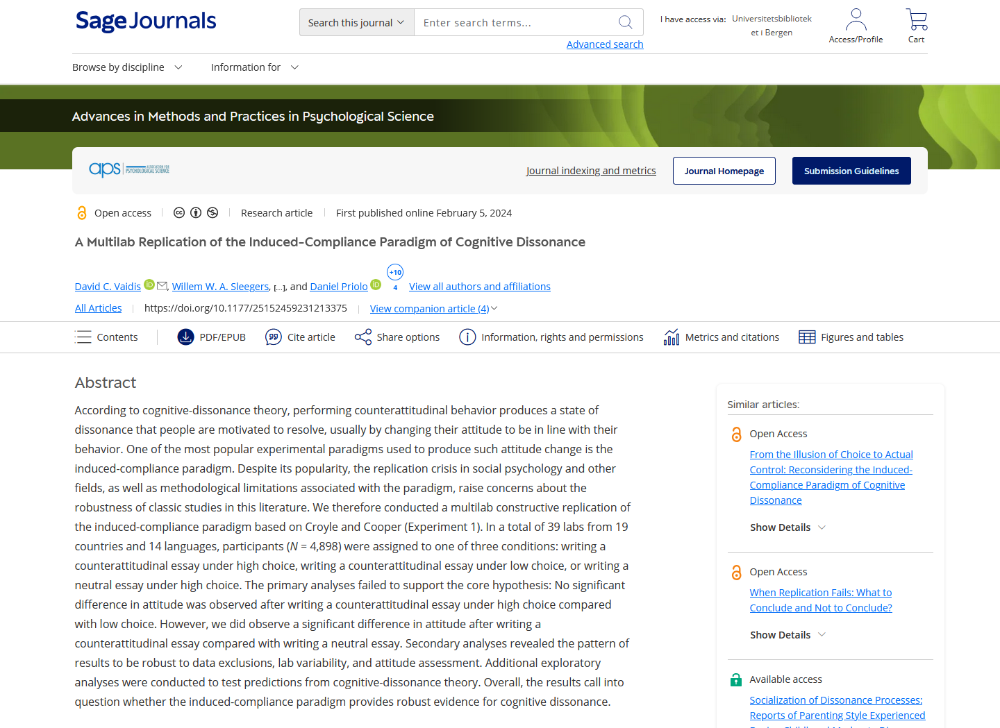 Sage Journals
Search this journal
Enter search terms...
Advanced search
I have access via:
Universitetsbibliotek
et i Bergen
Access/Profile
Cart
Browse by discipline
Information for
Advances in Methods and Practices in Psychological Science
aps ASSOCIATION FOR
PSYCHOLOGICAL SCIENCE
Journal indexing and metrics
Journal Homepage
Submission Guidelines
Open access
cc
Research article
First published online February 5, 2024
A Multilab Replication of the Induced-Compliance Paradigm of Cognitive Dissonance
David C. Vaidis iD, Willem W. A. Sleegers, [...], and Daniel Priolo iD +10
4 View all authors and affiliations
All Articles
https://doi.org/10.1177/25152459231213375
View companion article (4)
Contents
PDF/EPUB
Cite article
Share options
Information, rights and permissions
Metrics and citations
Figures and tables
Abstract
According to cognitive-dissonance theory, performing counterattitudinal behavior produces a state of
dissonance that people are motivated to resolve, usually by changing their attitude to be in line with their
behavior. One of the most popular experimental paradigms used to produce such attitude change is the
induced-compliance paradigm. Despite its popularity, the replication crisis in social psychology and other
fields, as well as methodological limitations associated with the paradigm, raise concerns about the
robustness of classic studies in this literature. We therefore conducted a multilab constructive replication of
the induced-compliance paradigm based on Croyle and Cooper (Experiment 1). In a total of 39 labs from 19
countries and 14 languages, participants (N = 4,898) were assigned to one of three conditions: writing a
counterattitudinal essay under high choice, writing a counterattitudinal essay under low choice, or writing a
neutral essay under high choice. The primary analyses failed to support the core hypothesis: No significant
difference in attitude was observed after writing a counterattitudinal essay under high choice compared
with low choice. However, we did observe a significant difference in attitude after writing a
counterattitudinal essay compared with writing a neutral essay. Secondary analyses revealed the pattern of
results to be robust to data exclusions, lab variability, and attitude assessment. Additional exploratory
analyses were conducted to test predictions from cognitive-dissonance theory. Overall, the results call into
question whether the induced-compliance paradigm provides robust evidence for cognitive dissonance.
Similar articles:
Open Access
From the Illusion of Choice to Actual
Control: Reconsidering the Induced-
Compliance Paradigm of Cognitive
Dissonance
Show Details
Open Access
When Replication Fails: What to
Conclude and Not to Conclude?
Show Details
Available access
Socialization of Dissonance Processes:
Reports of Parenting Style Experienced